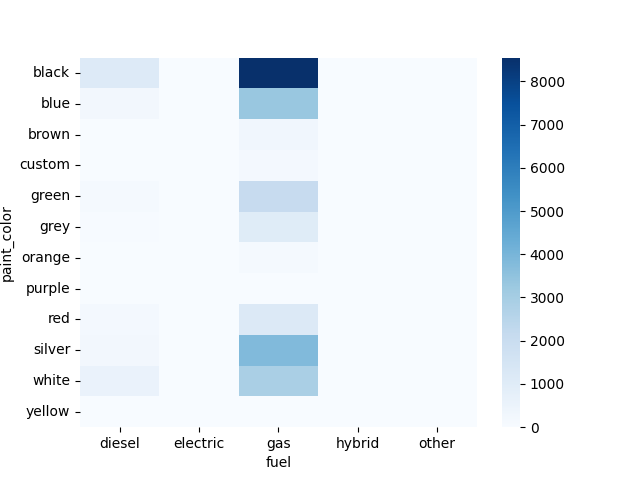 paint_color
black
blue
brown
custom
green
grey
orange
purple
red
silver
white
yellow
diesel electric gas hybrid other
fuel
8000
7000
6000
5000
4000
3000
2000
1000
0